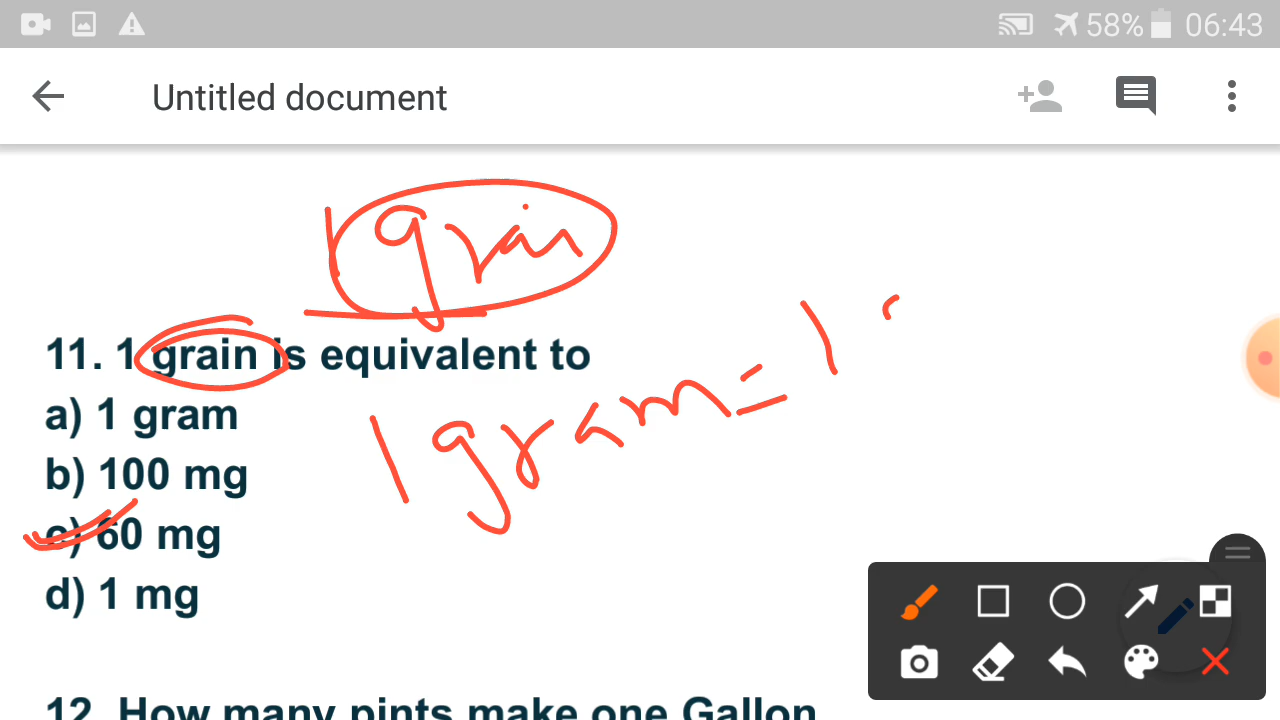 58% 06:43
Untitled document
grain
11. 1 grain is equivalent to
a) 1 gram
1 gram = 1
b) 100 mg
c) 60 mg
d) 1 mg
12. How many pints make one Gallon